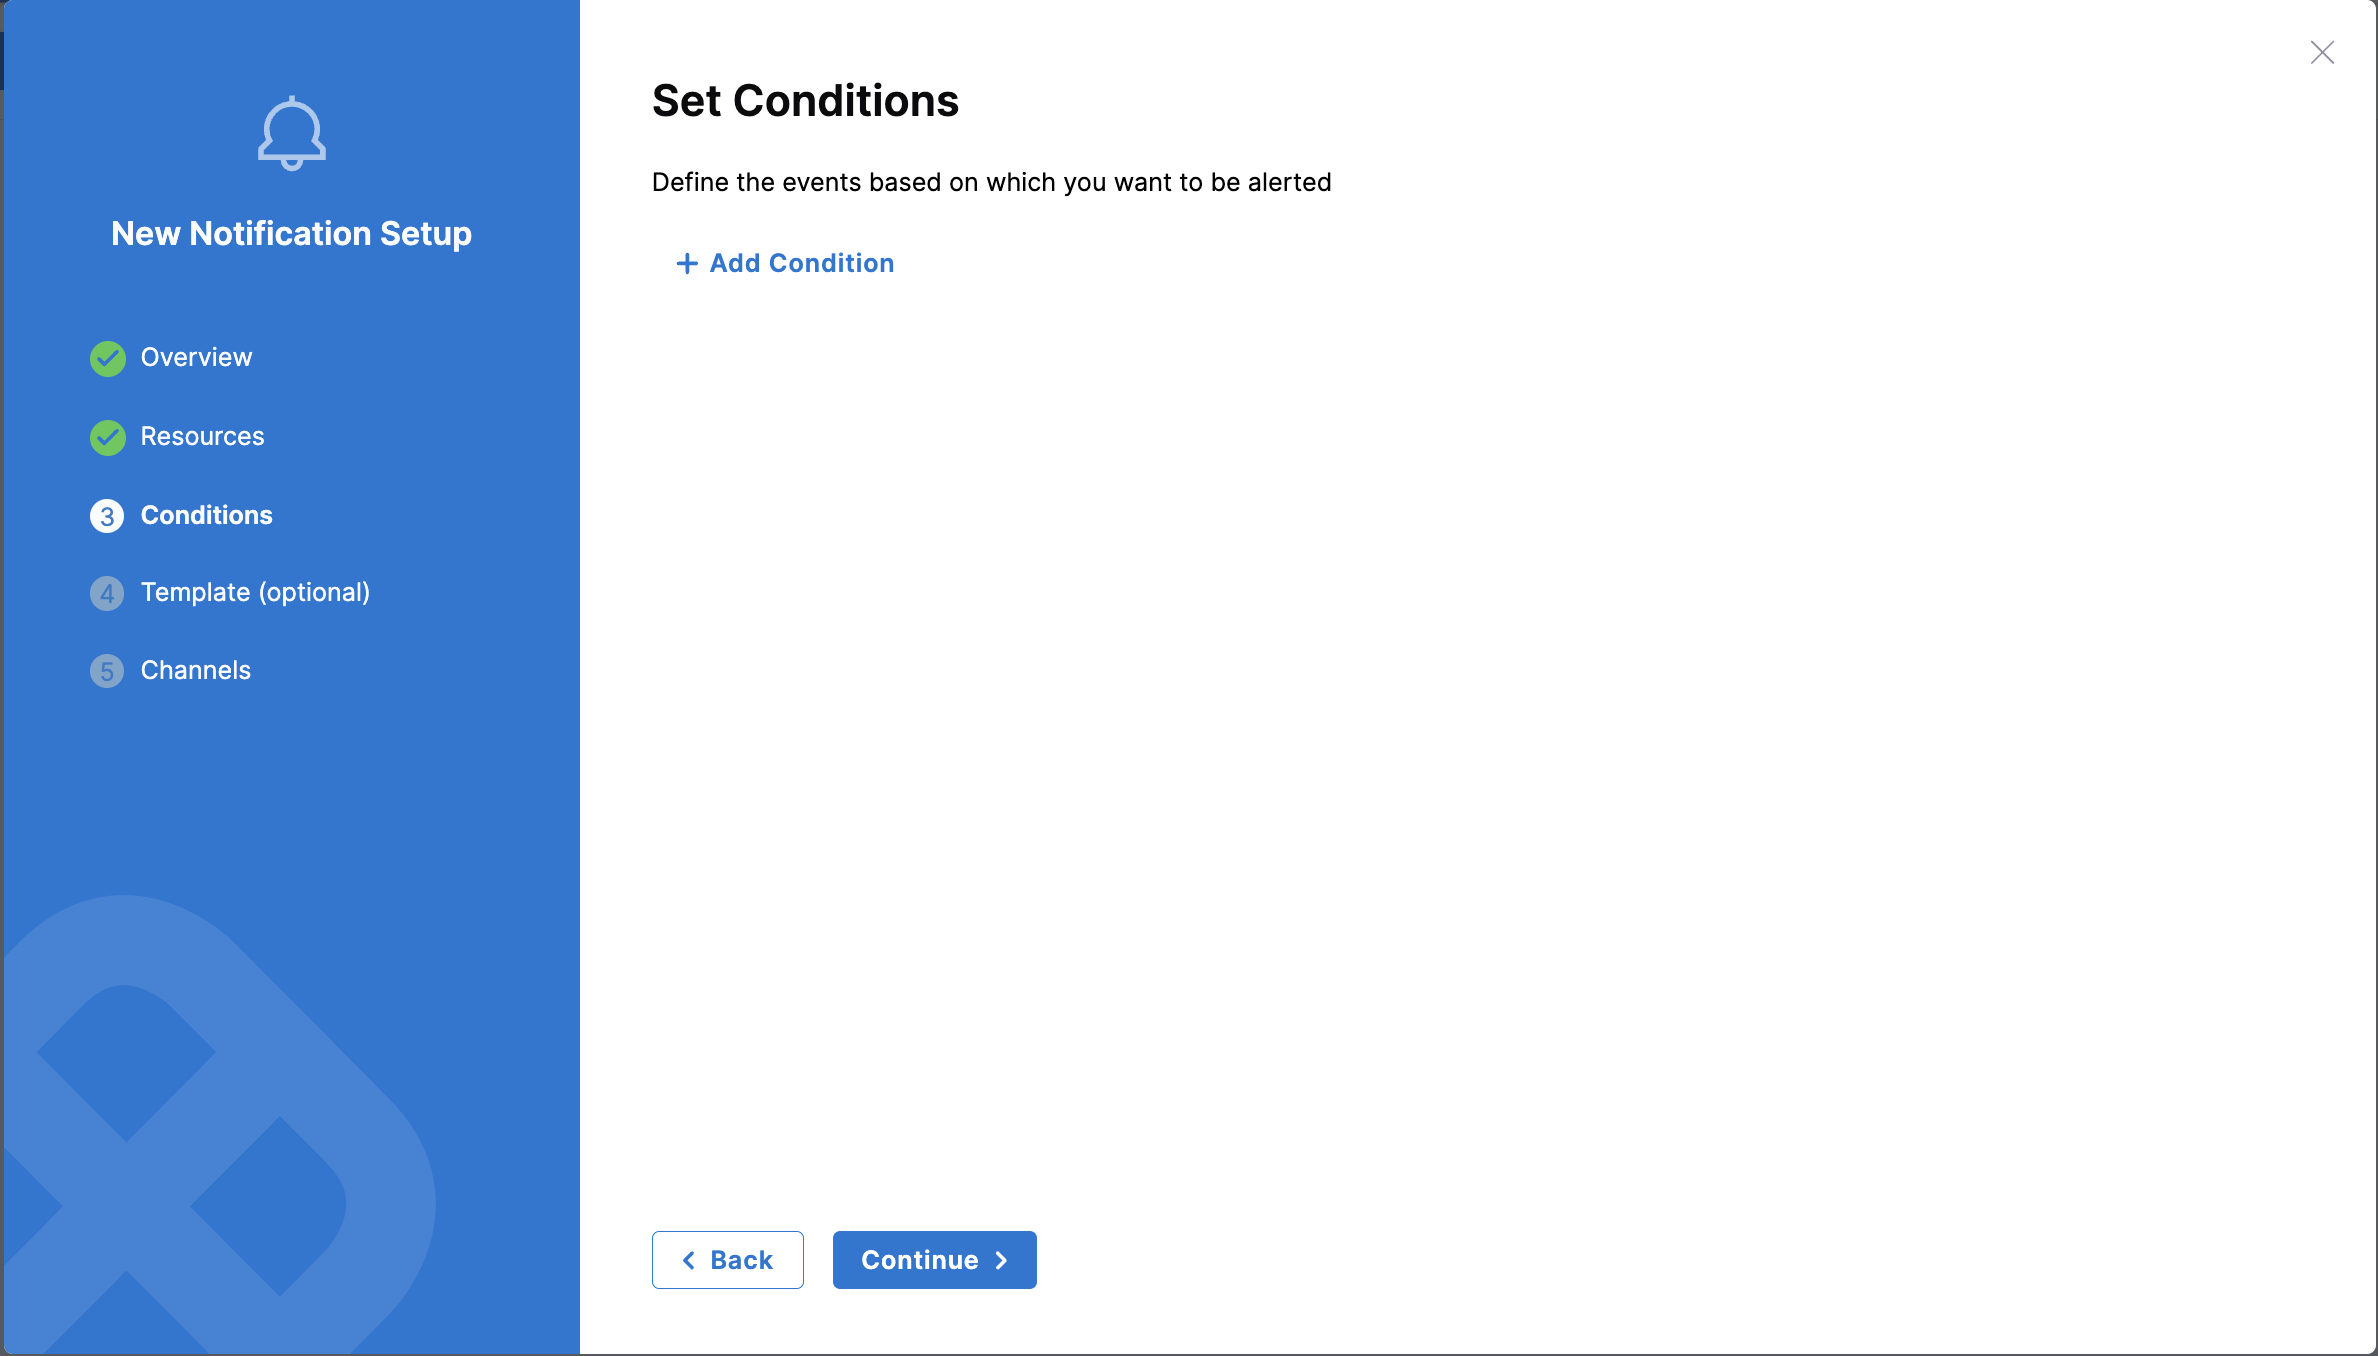 New Notification Setup
Overview
Resources
3 Conditions
4 Template (optional)
5 Channels
Set Conditions
Define the events based on which you want to be alerted
+ Add Condition
Back
Continue